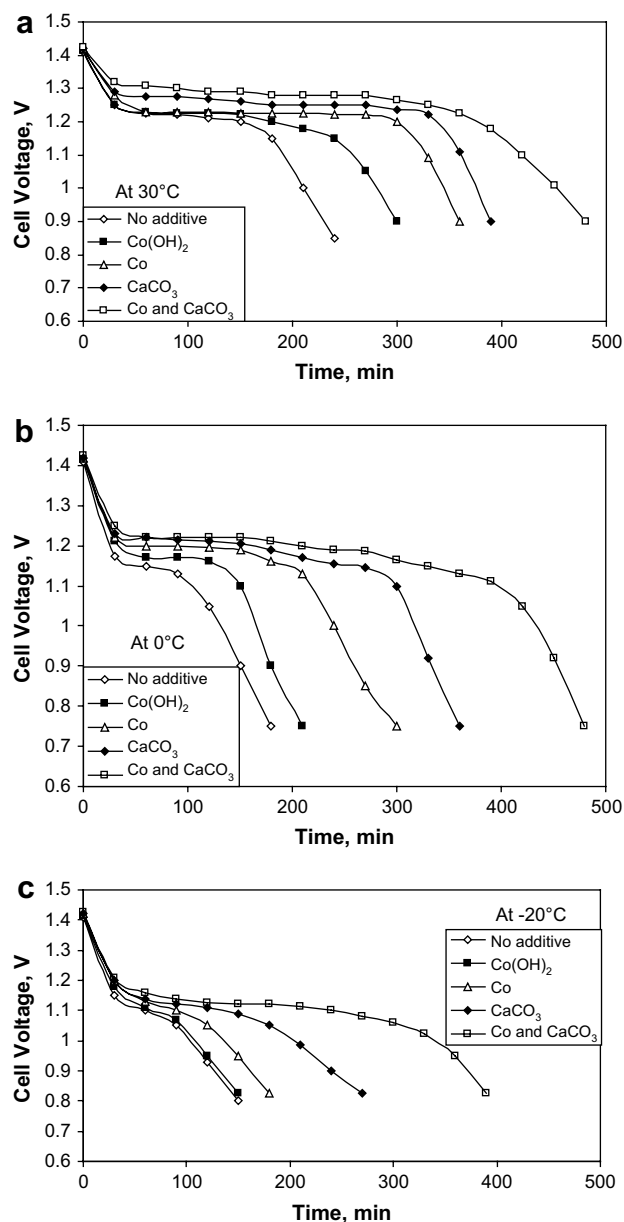 a
1.5
1.4
1.3
1.2
1.1
1
0.9
0.8
0.7
0.6
Cell Voltage, V
At 30°C
No additive
Co(OH)₂
Co
CaCO₃
Co and CaCO₃
0 100 200 300 400 500
Time, min
b
1.5
1.4
1.3
1.2
1.1
1
0.9
0.8
0.7
0.6
Cell Voltage, V
At 0°C
No additive
Co(OH)₂
Co
CaCO₃
Co and CaCO₃
0 100 200 300 400 500
Time, min
c
1.5
1.4
1.3
1.2
1.1
1
0.9
0.8
0.7
0.6
Cell Voltage, V
At -20°C
No additive
Co(OH)₂
Co
CaCO₃
Co and CaCO₃
0 100 200 300 400 500
Time, min